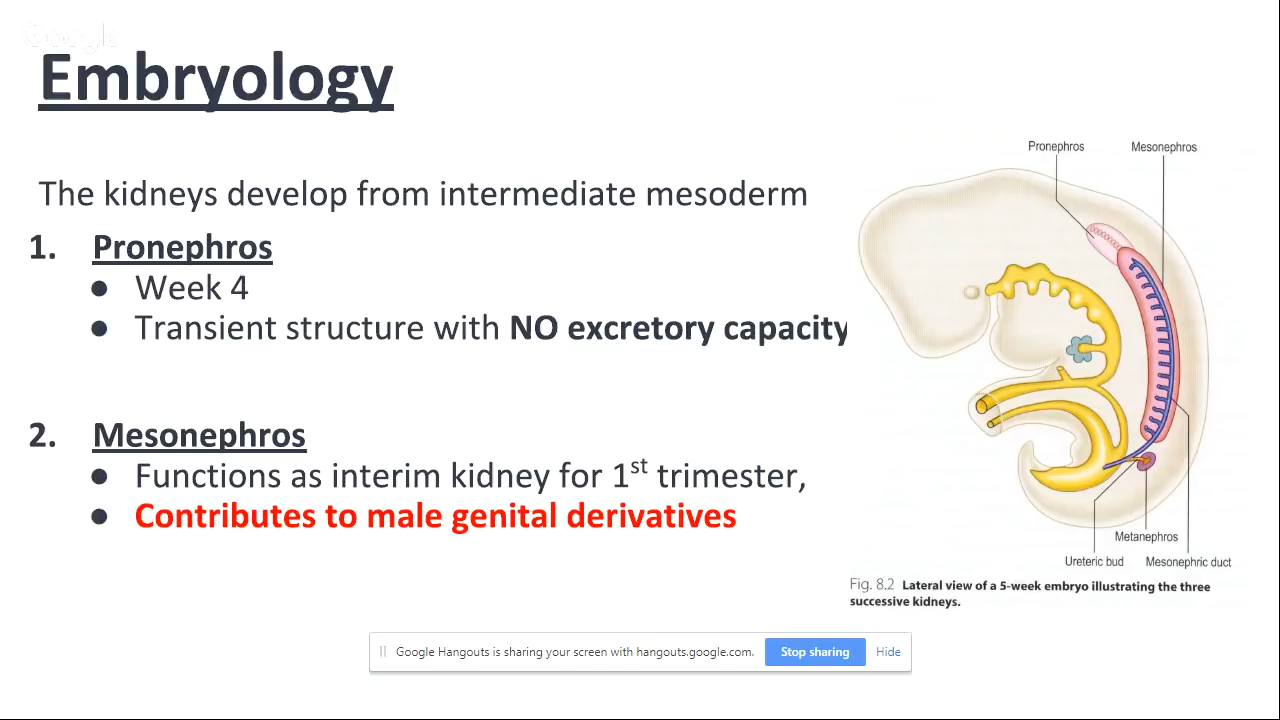 Google
Embryology
The kidneys develop from intermediate mesoderm
1. Pronephros
● Week 4
● Transient structure with NO excretory capacity
2. Mesonephros
● Functions as interim kidney for 1st trimester,
● Contributes to male genital derivatives
Pronephros
Mesonephros
Metanephros
Ureteric bud
Mesonephric duct
Fig. 8.2 Lateral view of a 5-week embryo illustrating the three
successive kidneys.
Google Hangouts is sharing your screen with hangouts.google.com.
Stop sharing
Hide